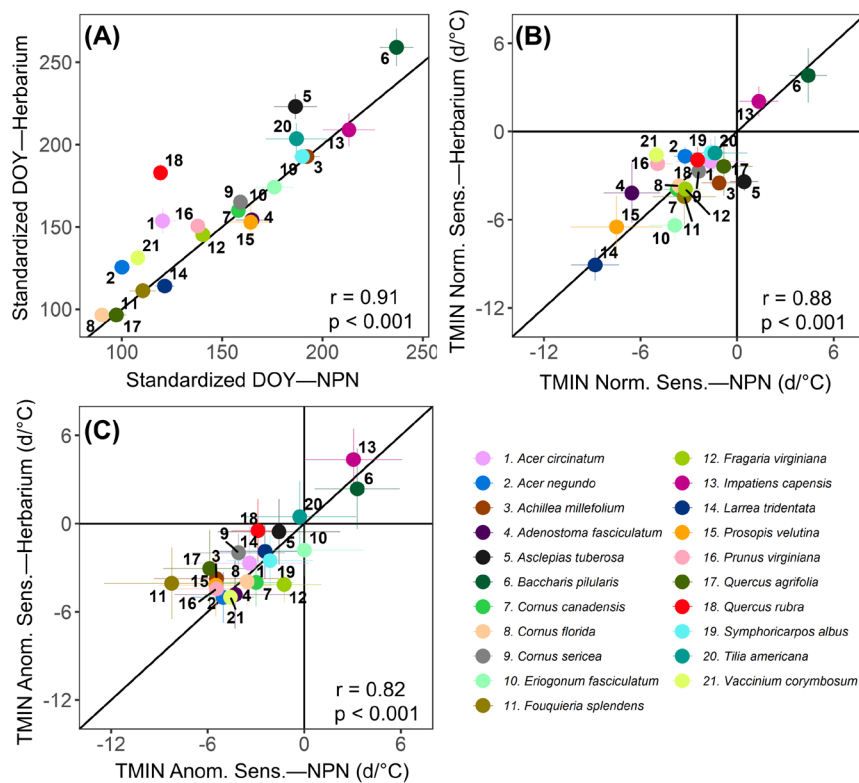 (A)
Standardized DOY—Herbarium
250
200
150
100
6
5
20
13
18
19
3
9
10
1
16
7
4
15
12
21
2
14
11
8
17
r = 0.91
p < 0.001
100
150
200
250
Standardized DOY—NPN
(B)
TMIN Norm. Sens.—Herbarium (d/°C)
6
0
-6
-12
6
13
21
2
19
20
16
18
17
4
8
1
5
7
9
3
15
12
10
11
14
r = 0.88
p < 0.001
-12
-6
0
6
TMIN Norm. Sens.—NPN (d/°C)
(C)
TMIN Anom. Sens.—Herbarium (d/°C)
6
0
-6
-12
13
6
20
18
9
14
5
10
17
3
8
1
19
11
15
16
2
4
7
12
21
r = 0.82
p < 0.001
-12
-6
0
6
TMIN Anom. Sens.—NPN (d/°C)
1. Acer circinatum
2. Acer negundo
3. Achillea millefolium
4. Adenostoma fasciculatum
5. Asclepias tuberosa
6. Baccharis pilularis
7. Cornus canadensis
8. Cornus florida
9. Cornus sericea
10. Eriogonum fasciculatum
11. Fouquieria splendens
12. Fragaria virginiana
13. Impatiens capensis
14. Larrea tridentata
15. Prosopis velutina
16. Prunus virginiana
17. Quercus agrifolia
18. Quercus rubra
19. Symphoricarpos albus
20. Tilia americana
21. Vaccinium corymbosum